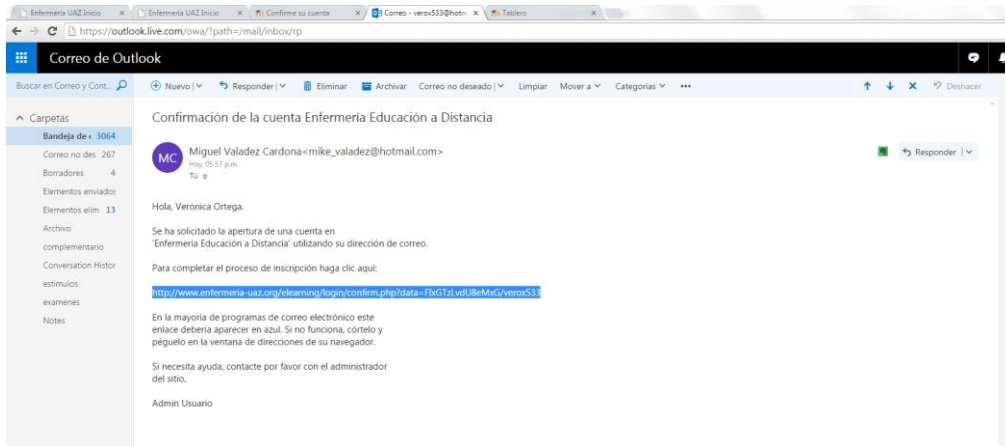 Enfermeria UAZ Inicio
Enfermeria UAZ Inicio
Confirme su cuenta
Correo - verox533@hotm
Tablero
https://outlook.live.com/owa/?path=/mail/inbox/rp
Correo de Outlook
Buscar en Correo y Cont...
Nuevo
Responder
Eliminar
Archivar
Correo no deseado
Limpiar
Mover a
Categorías
Deshacer
Carpetas
Bandeja de e 3064
Correo no des 267
Borradores 4
Elementos enviados
Elementos elim 13
Archivo
complementario
Conversation Histor
estimulos
examenes
Notes
Confirmación de la cuenta Enfermería Educación a Distancia
MC
Miguel Valadez Cardona<mike_valadez@hotmail.com>
Hoy, 05:57 p.m.
Tú
Responder
Hola, Verónica Ortega.
Se ha solicitado la apertura de una cuenta en
'Enfermería Educación a Distancia' utilizando su dirección de correo.
Para completar el proceso de inscripción haga clic aquí:
http://www.enfermeria-uaz.org/elearning/login/confirm.php?data=FlxGTzLvdU8eMxG/verox533
En la mayoría de programas de correo electrónico este
enlace debería aparecer en azul. Si no funciona, córtelo y
péguelo en la ventana de direcciones de su navegador.
Si necesita ayuda, contacte por favor con el administrador
del sitio,
Admin Usuario